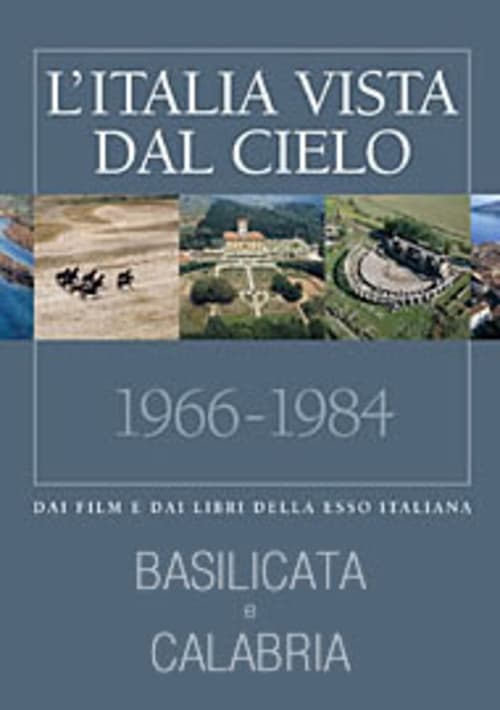 L'ITALIA VISTA
DAL CIELO
1966-1984
DAI FILM E DAI LIBRI DELLA ESSO ITALIANA
BASILICATA
e
CALABRIA